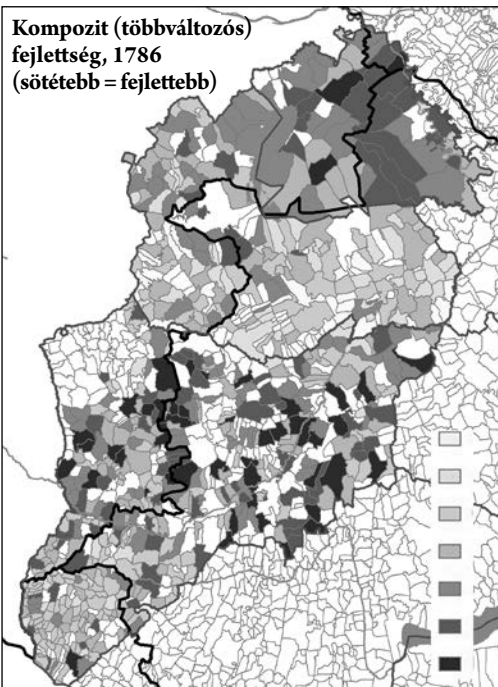 Kompozit (többváltozós)
fejlettség, 1786
(sötétebb = fejlettebb)